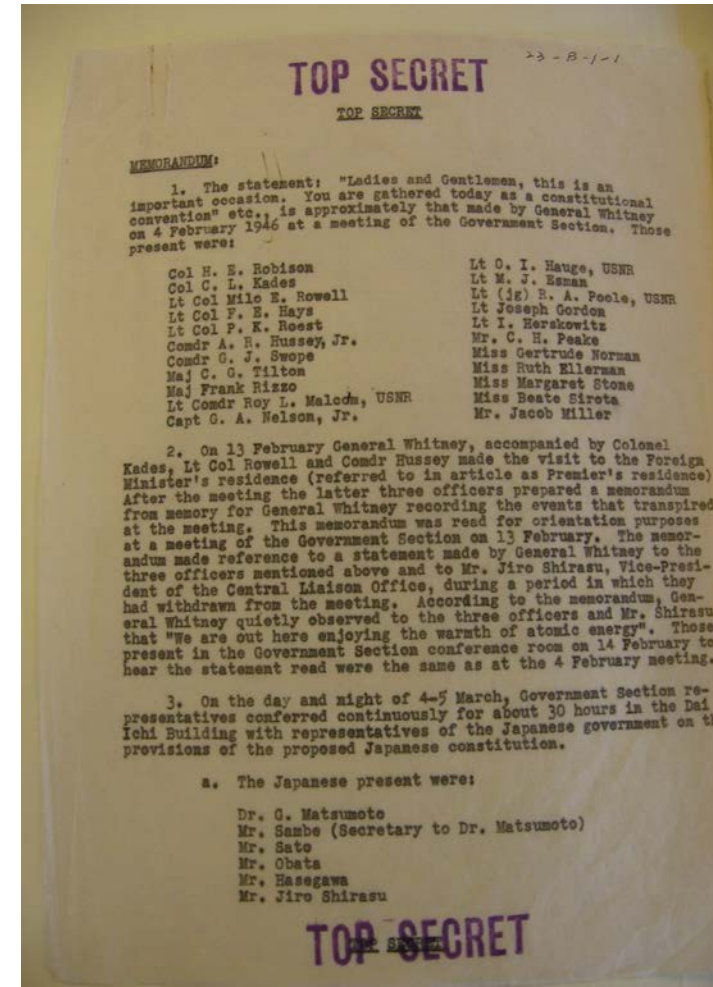 23-B-1-1
TOP SECRET
TOP SECRET
MEMORANDUM:
1. The statement: "Ladies and Gentlemen, this is an
important occasion. You are gathered today as a constitutional
convention" etc., is approximately that made by General Whitney
on 4 February 1946 at a meeting of the Government Section. Those
present were:
Col H. E. Robison
Col C. L. Kades
Lt Col Milo E. Rowell
Lt Col F. E. Hays
Lt Col P. K. Roest
Comdr A. R. Hussey, Jr.
Comdr G. J. Swope
Maj C. G. Tilton
Maj Frank Rizzo
Lt Comdr Roy L. Malcom, USNR
Capt G. A. Nelson, Jr.
Lt O. I. Hauge, USNR
Lt M. J. Esman
Lt (jg) R. A. Poole, USNR
Lt Joseph Gordon
Lt I. Herskowitz
Mr. C. H. Peake
Miss Gertrude Norman
Miss Ruth Ellerman
Miss Margaret Stone
Miss Beate Sirota
Mr. Jacob Miller
2. On 13 February General Whitney, accompanied by Colonel
Kades, Lt Col Rowell and Comdr Hussey made the visit to the Foreign
Minister's residence (referred to in article as Premier's residence)
After the meeting the latter three officers prepared a memorandum
from memory for General Whitney recording the events that transpired
at the meeting. This memorandum was read for orientation purposes
at a meeting of the Government Section on 13 February. The memor-
andum made reference to a statement made by General Whitney to the
three officers mentioned above and to Mr. Jiro Shirasu, Vice-Presi-
dent of the Central Liaison Office, during a period in which they
had withdrawn from the meeting. According to the memorandum, Gen-
eral Whitney quietly observed to the three officers and Mr. Shirasu
that "We are out here enjoying the warmth of atomic energy". Those
present in the Government Section conference room on 14 February to
hear the statement read were the same as at the 4 February meeting.
3. On the day and night of 4-5 March, Government Section re-
presentatives conferred continuously for about 30 hours in the Dai
Ichi Building with representatives of the Japanese government on th
provisions of the proposed Japanese constitution.
a. The Japanese present were:
Dr. G. Matsumoto
Mr. Sambe (Secretary to Dr. Matsumoto)
Mr. Sato
Mr. Obata
Mr. Hasegawa
Mr. Jiro Shirasu
TOP SECRET
TOP SECRET